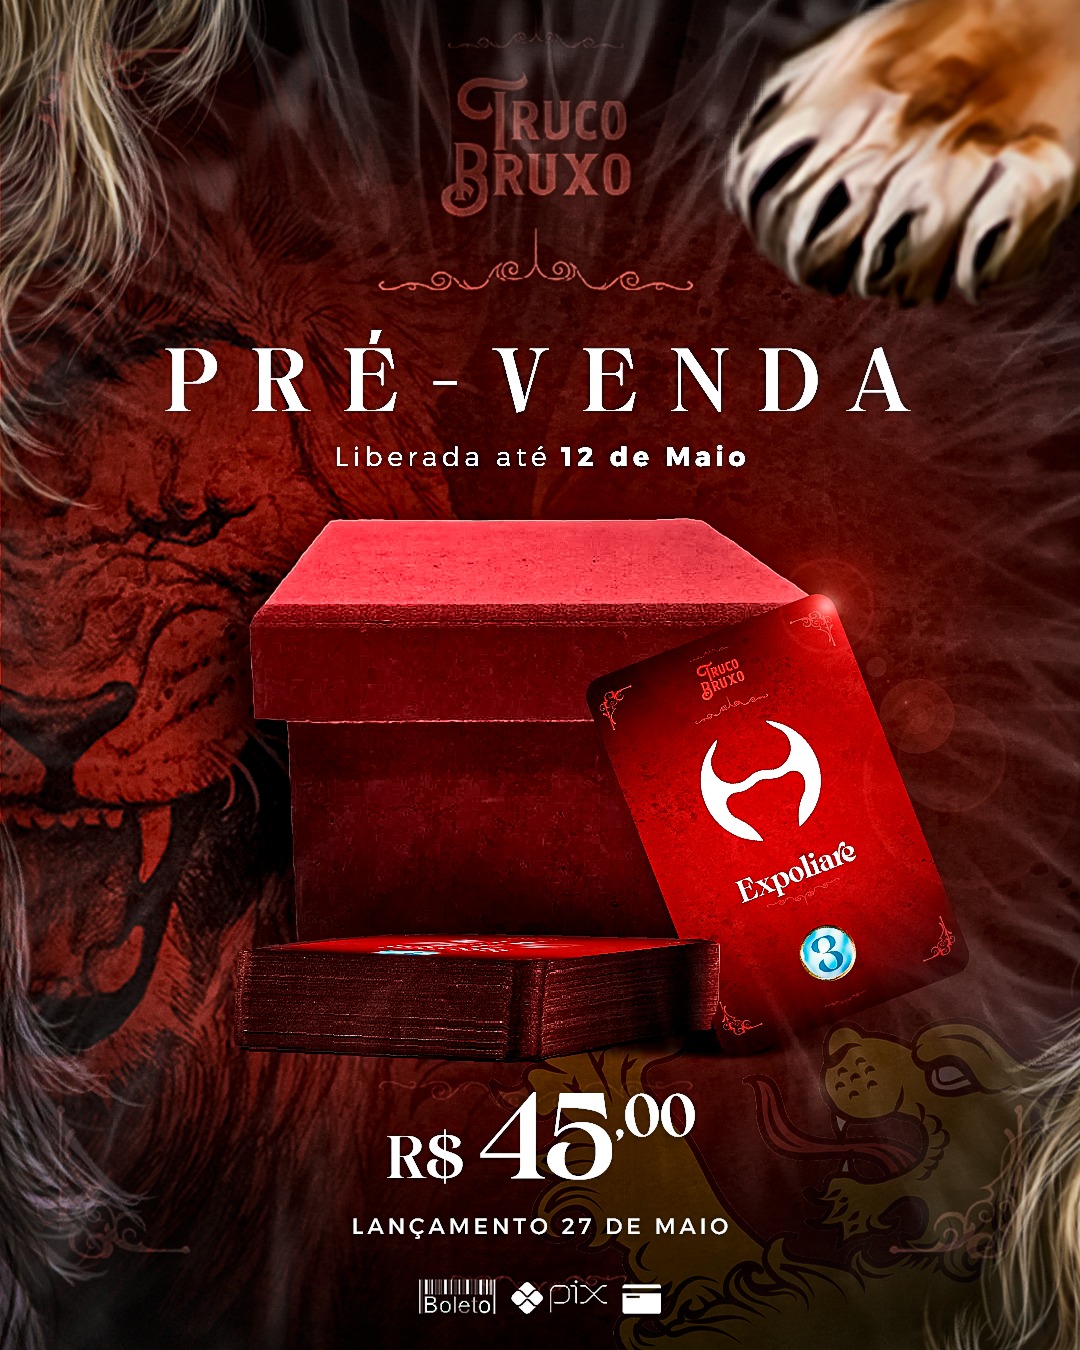 TRUCO
BRUXO
PRÉ-VENDA
Liberada até 12 de Maio
TRUCO
BRUXO
Expoliare
3
R$ 45,00
LANÇAMENTO 27 DE MAIO
Boleto pix